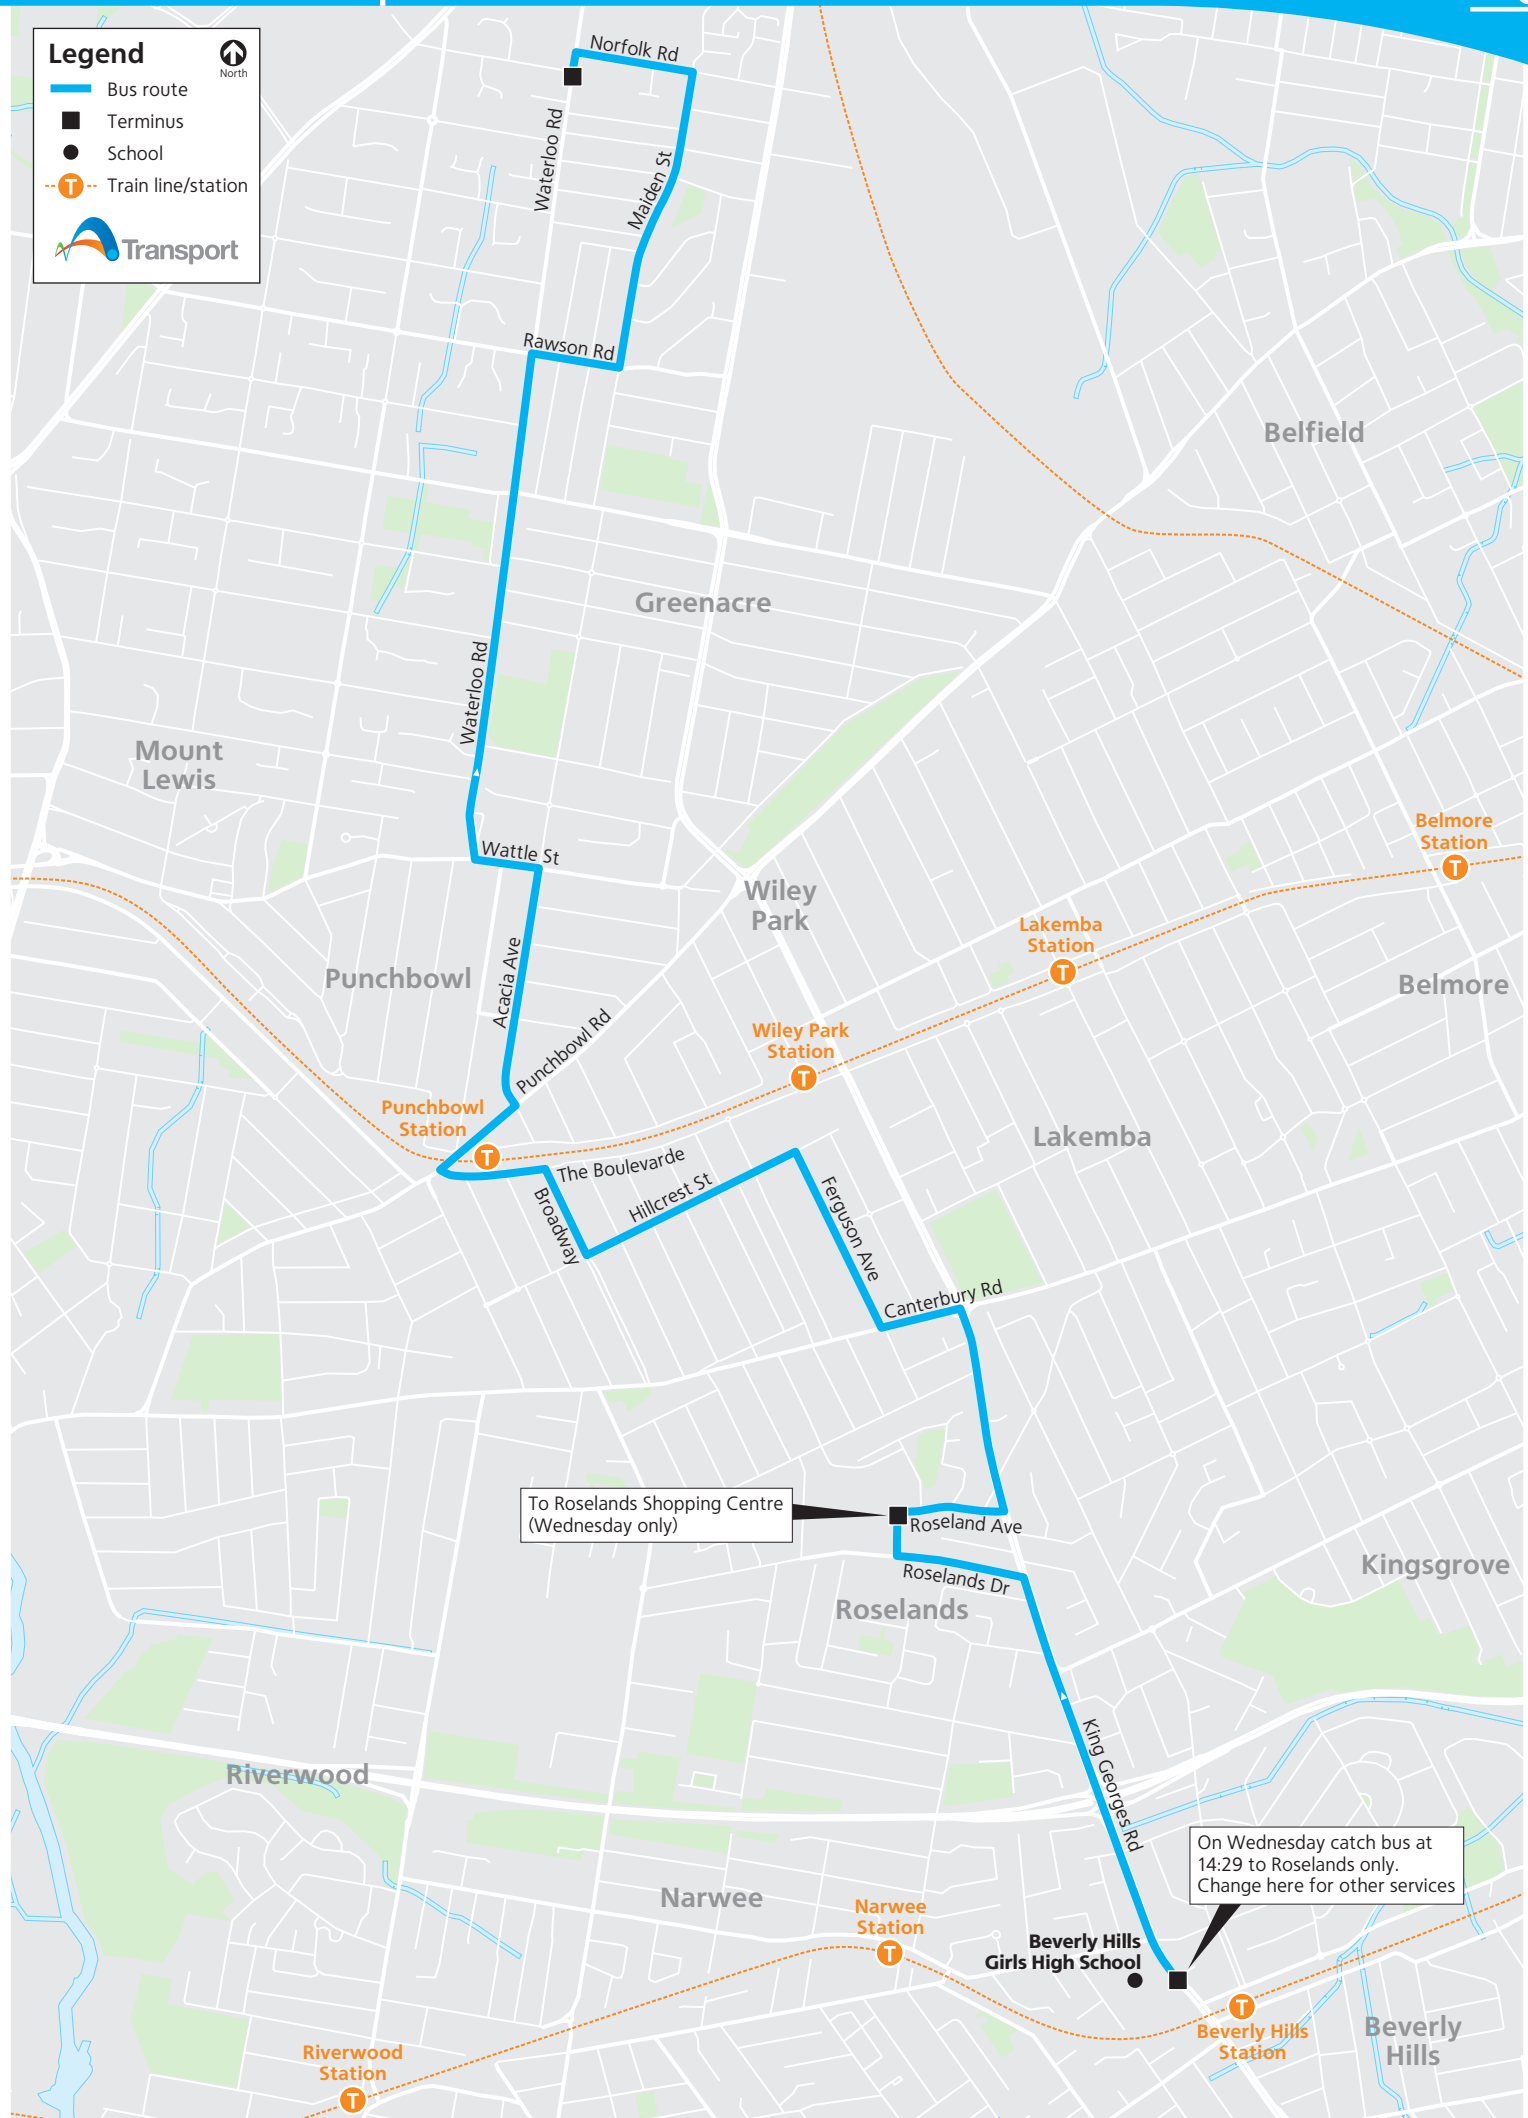 Legend
North
Bus route
Terminus
School
T
Train line/station
Transport
Norfolk Rd
Waterloo Rd
Maiden St
Rawson Rd
Belfield
Greenacre
Waterloo Rd
Mount
Lewis
Belmore
Station
T
Wattle St
Wiley
Park
Lakemba
Station
T
Punchbowl
Acacia Ave
Belmore
Punchbowl Rd
Wiley Park
Station
T
Punchbowl
Station
T
Lakemba
The Boulevarde
Broadway
Hillcrest St
Ferguson Ave
Canterbury Rd
To Roselands Shopping Centre
(Wednesday only)
Roseland Ave
Roselands Dr
Kingsgrove
Roselands
King Georges Rd
Riverwood
On Wednesday catch bus at
14:29 to Roselands only.
Change here for other services
Narwee
Narwee
Station
T
Beverly Hills
Girls High School
T
Beverly Hills
Station
Beverly
Hills
Riverwood
Station
T